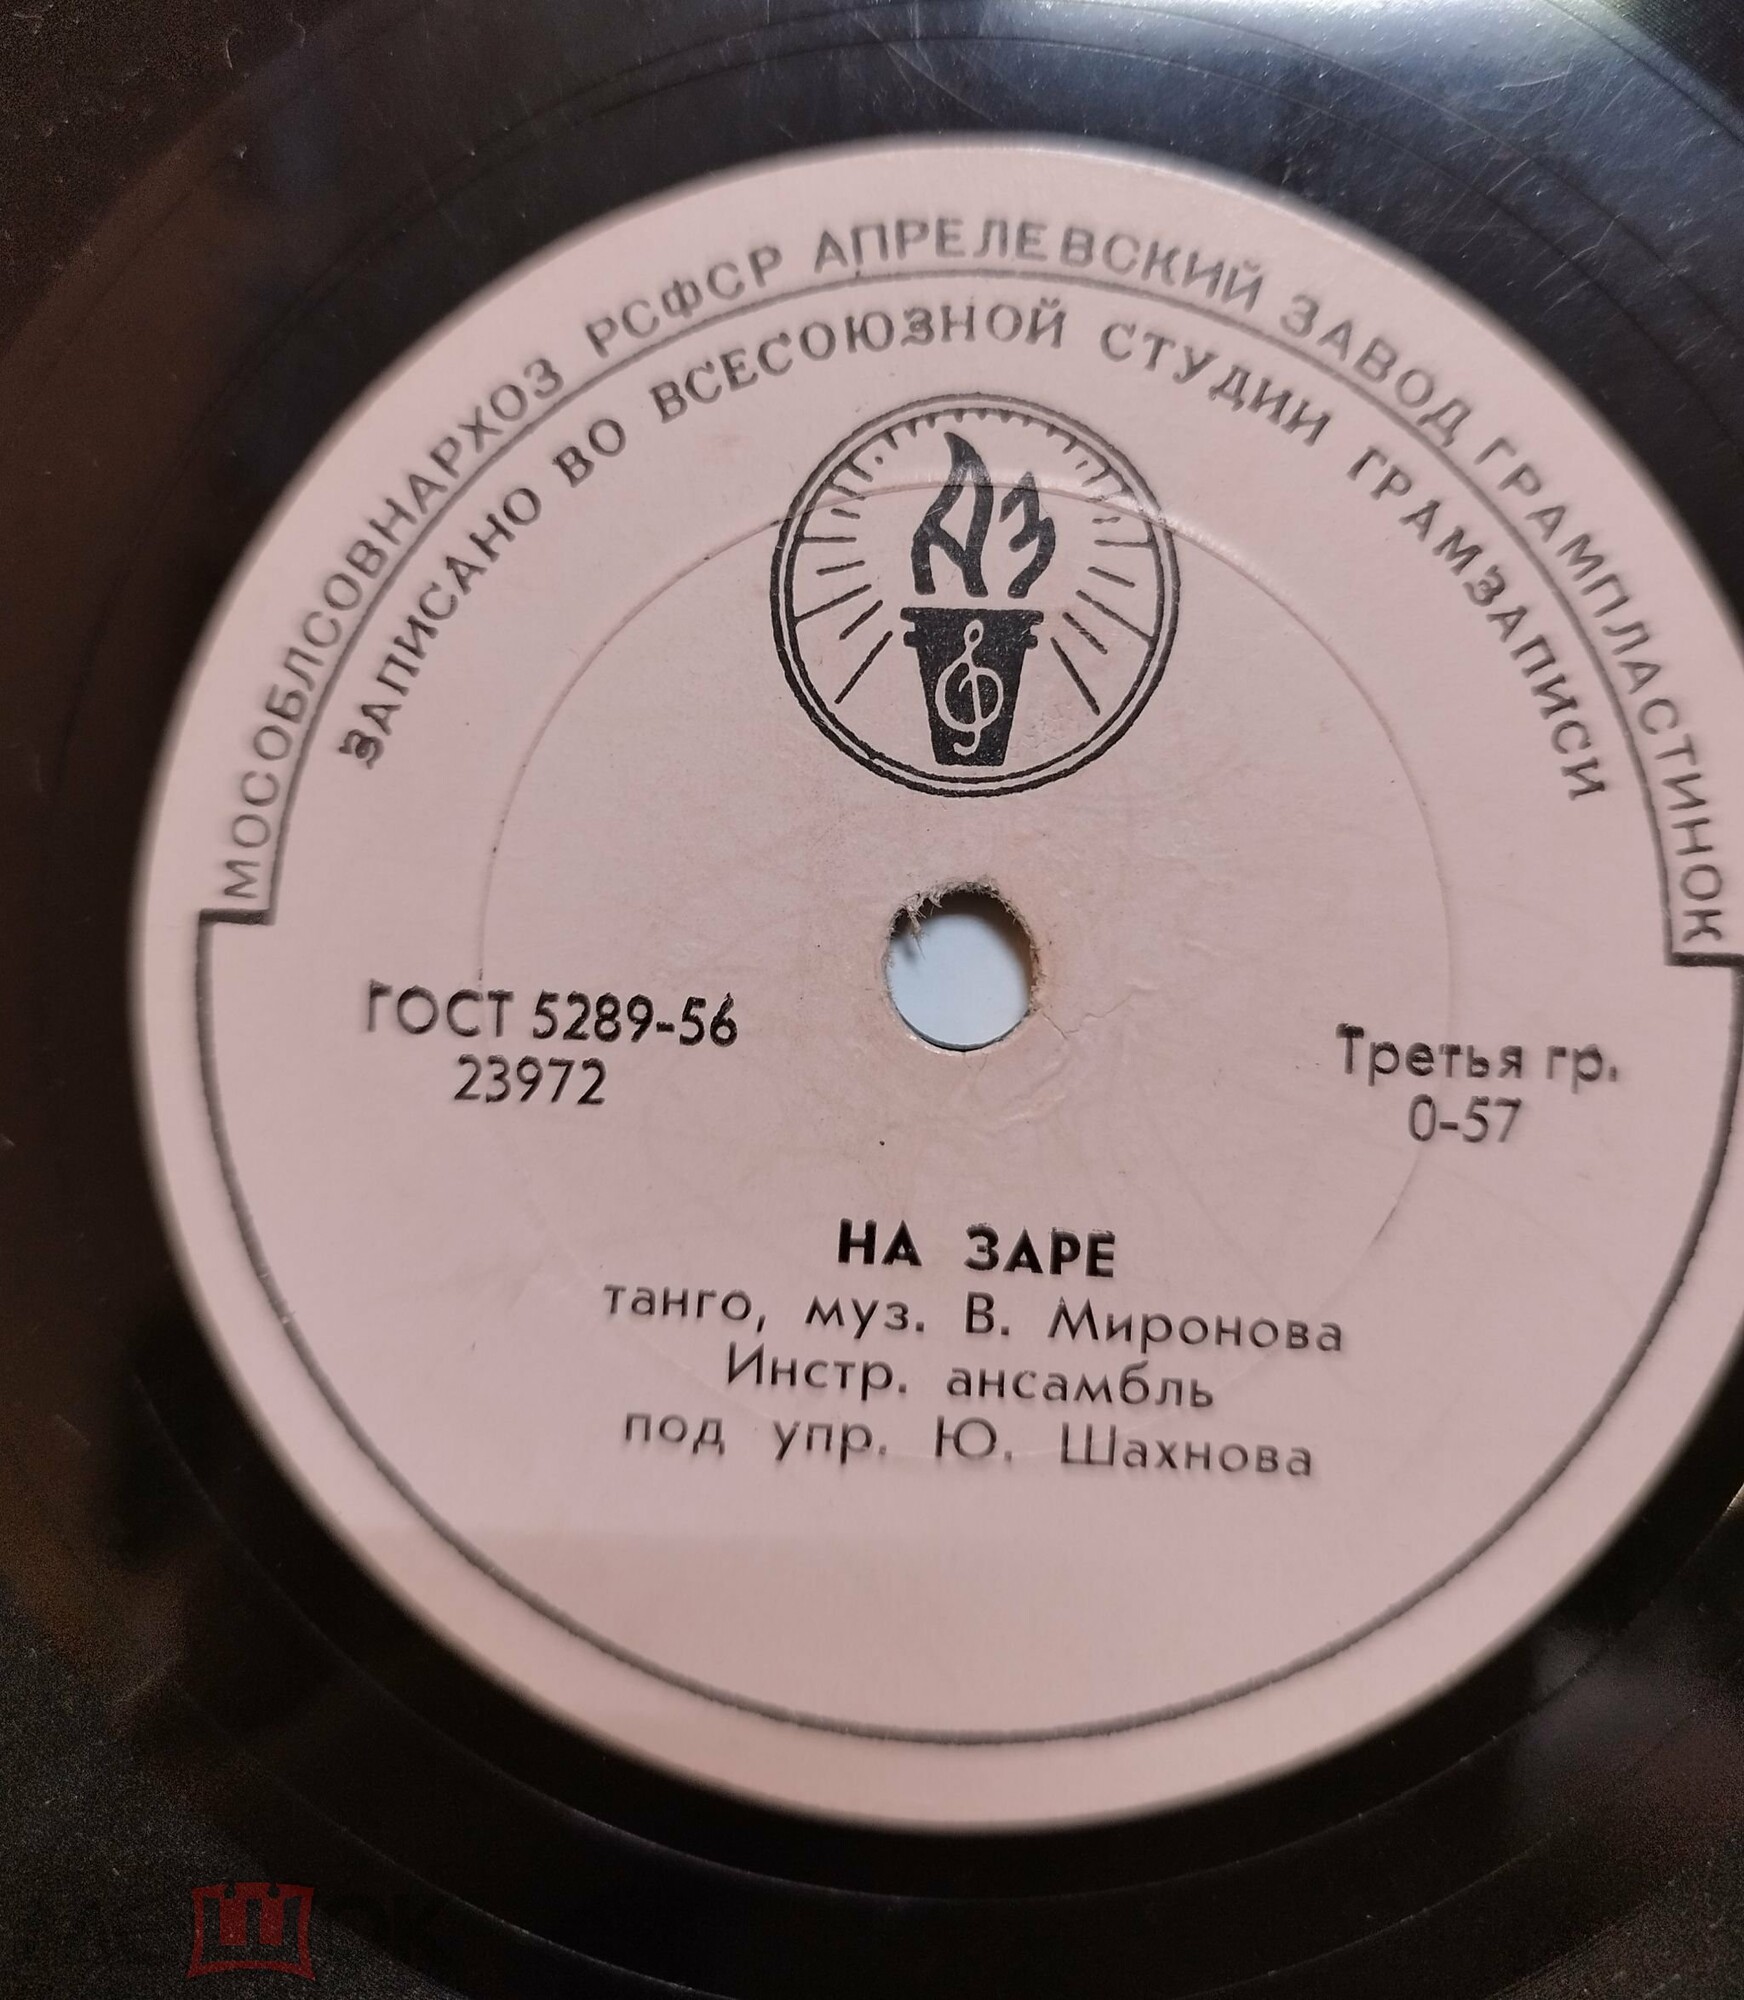 МОСОБЛСОВНАРХОЗ РСФСР АПРЕЛЕВСКИЙ ЗАВОД ГРАМПЛАСТИНОК
ЗАПИСАНО ВО ВСЕСОЮЗНОЙ СТУДИИ ГРАМЗАПИСИ
АЗ
ГОСТ 5289-56
23972
Третья гр.
0-57
НА ЗАРЕ
танго, муз. В. Миронова
Инстр. ансамбль
под упр. Ю. Шахнова